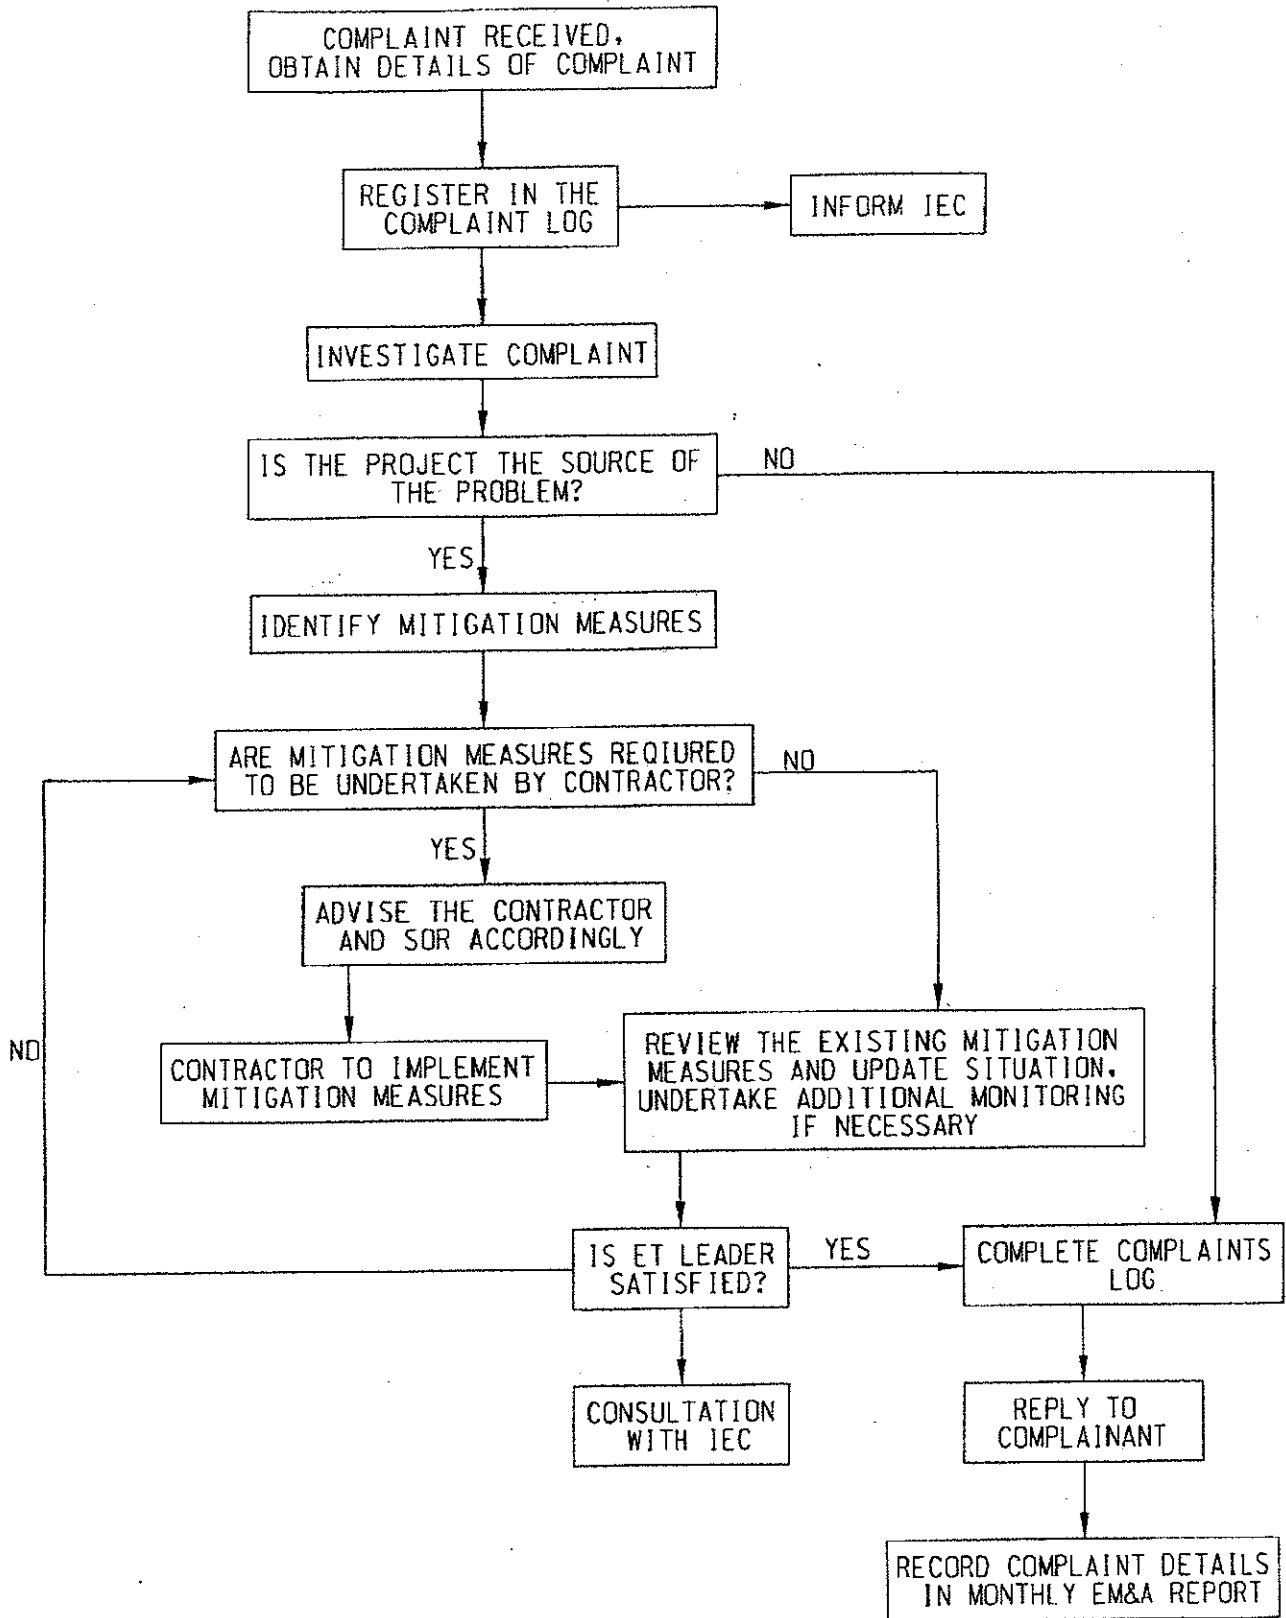 COMPLAINT RECEIVED,
OBTAIN DETAILS OF COMPLAINT
REGISTER IN THE
COMPLAINT LOG
INFORM IEC
INVESTIGATE COMPLAINT
IS THE PROJECT THE SOURCE OF
THE PROBLEM?
NO
YES
IDENTIFY MITIGATION MEASURES
ARE MITIGATION MEASURES REQIURED
TO BE UNDERTAKEN BY CONTRACTOR?
NO
YES
ADVISE THE CONTRACTOR
AND SOR ACCORDINGLY
NO
CONTRACTOR TO IMPLEMENT
MITIGATION MEASURES
REVIEW THE EXISTING MITIGATION
MEASURES AND UPDATE SITUATION.
UNDERTAKE ADDITIONAL MONITORING
IF NECESSARY
IS ET LEADER
SATISFIED?
YES
COMPLETE COMPLAINTS
LOG
CONSULTATION
WITH IEC
REPLY TO
COMPLAINANT
RECORD COMPLAINT DETAILS
IN MONTHLY EM&A REPORT